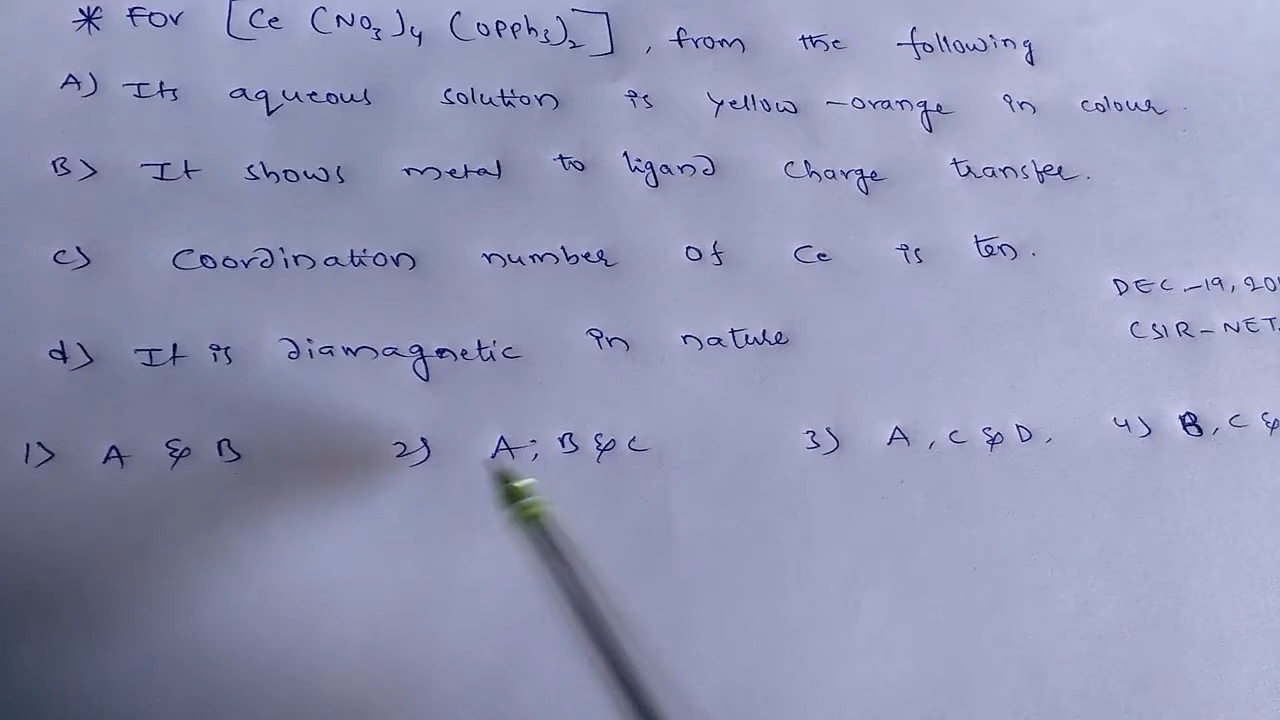 * For [Ce (NO3)4 (OPPh3)2], from the following
A) Its aqueous solution is yellow-orange in colour.
B) It shows metal to ligand charge transfer.
C) Coordination number of Ce is ten.
DEC-19, 201
CSIR-NET.
d) It is diamagnetic in nature
1) A & B 2) A, B & C 3) A, C & D. 4) B, C &